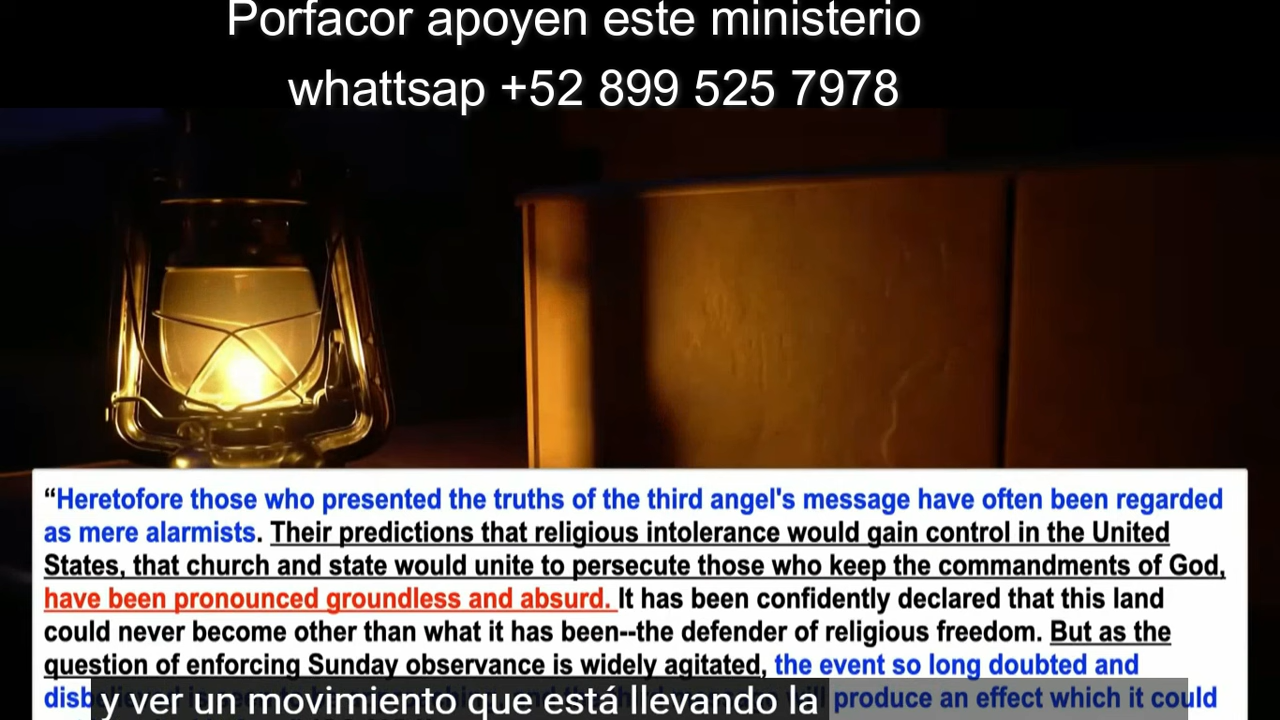 Porfacor apoyen este ministerio
whattsap +52 899 525 7978
“Heretofore those who presented the truths of the third angel's message have often been regarded
as mere alarmists. Their predictions that religious intolerance would gain control in the United
States, that church and state would unite to persecute those who keep the commandments of God,
have been pronounced groundless and absurd. It has been confidently declared that this land
could never become other than what it has been--the defender of religious freedom. But as the
question of enforcing Sunday observance is widely agitated, the event so long doubted and
produce an effect which it could
y ver un movimiento que está llevando la